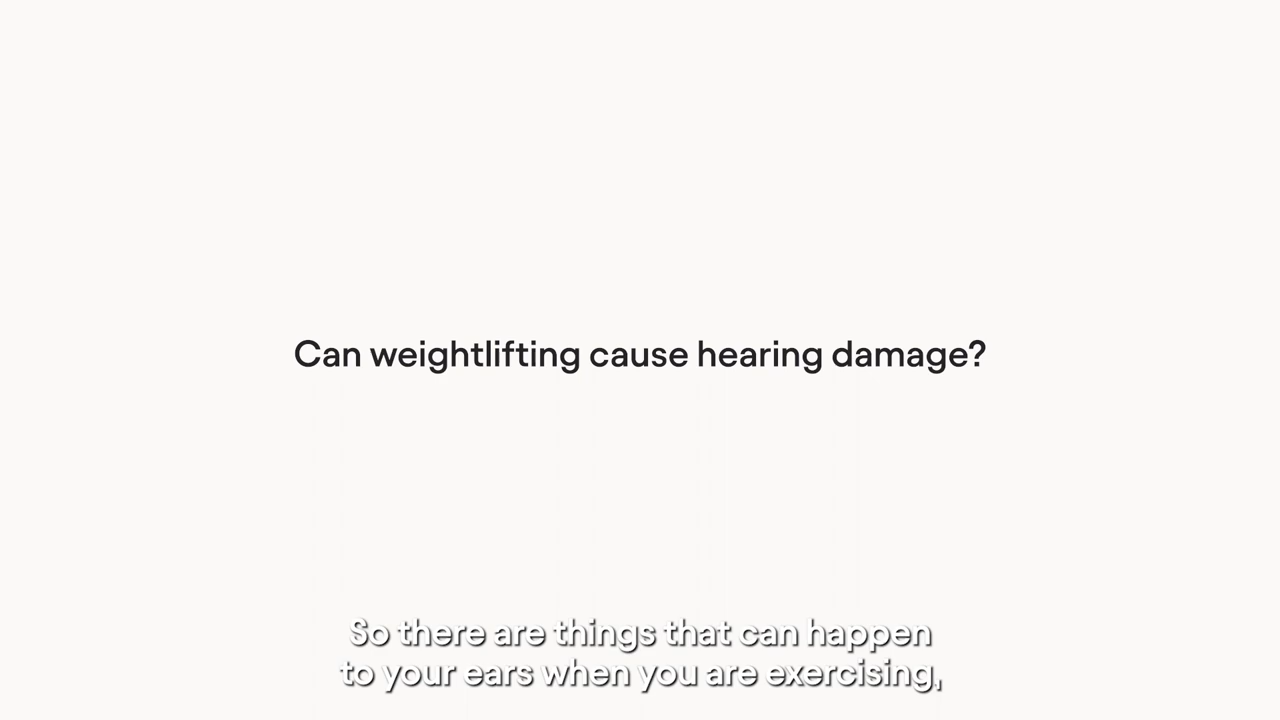 Can weightlifting cause hearing damage?
So there are things that can happen
to your ears when you are exercising,